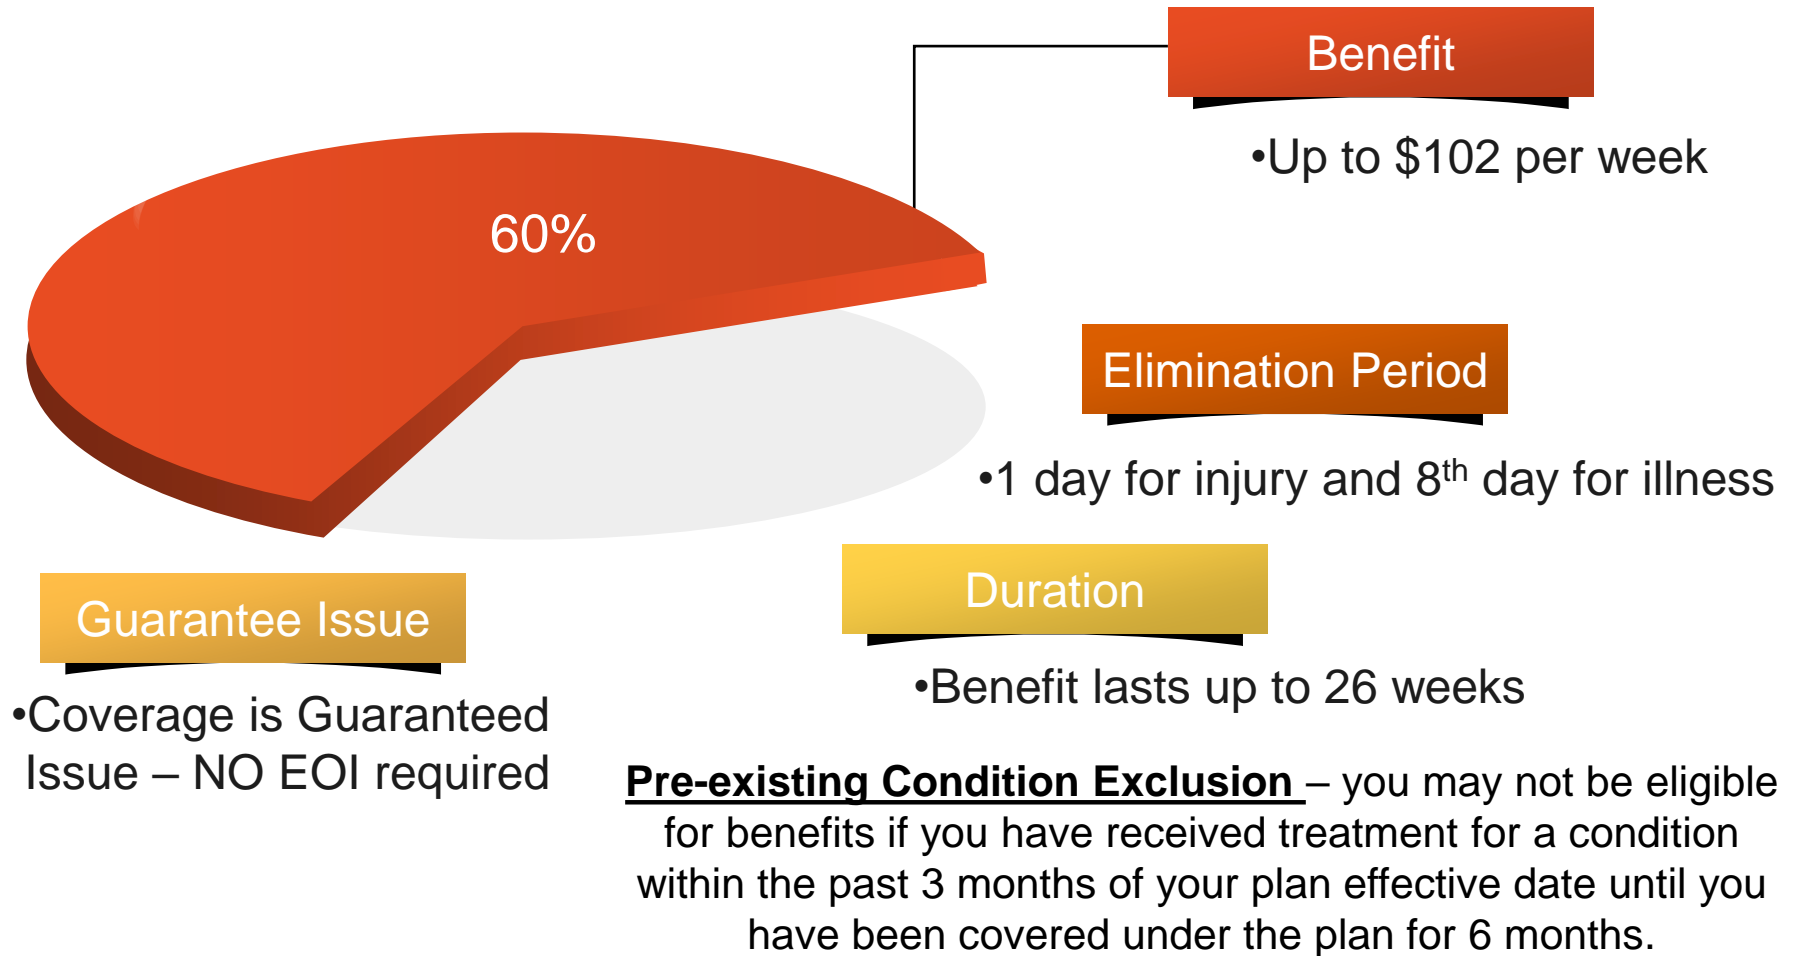 Benefit
•Up to $102 per week
60%
Elimination Period
•1 day for injury and 8th day for illness
Duration
•Benefit lasts up to 26 weeks
Guarantee Issue
•Coverage is Guaranteed
Issue – NO EOI required
Pre-existing Condition Exclusion – you may not be eligible
for benefits if you have received treatment for a condition
within the past 3 months of your plan effective date until you
have been covered under the plan for 6 months.